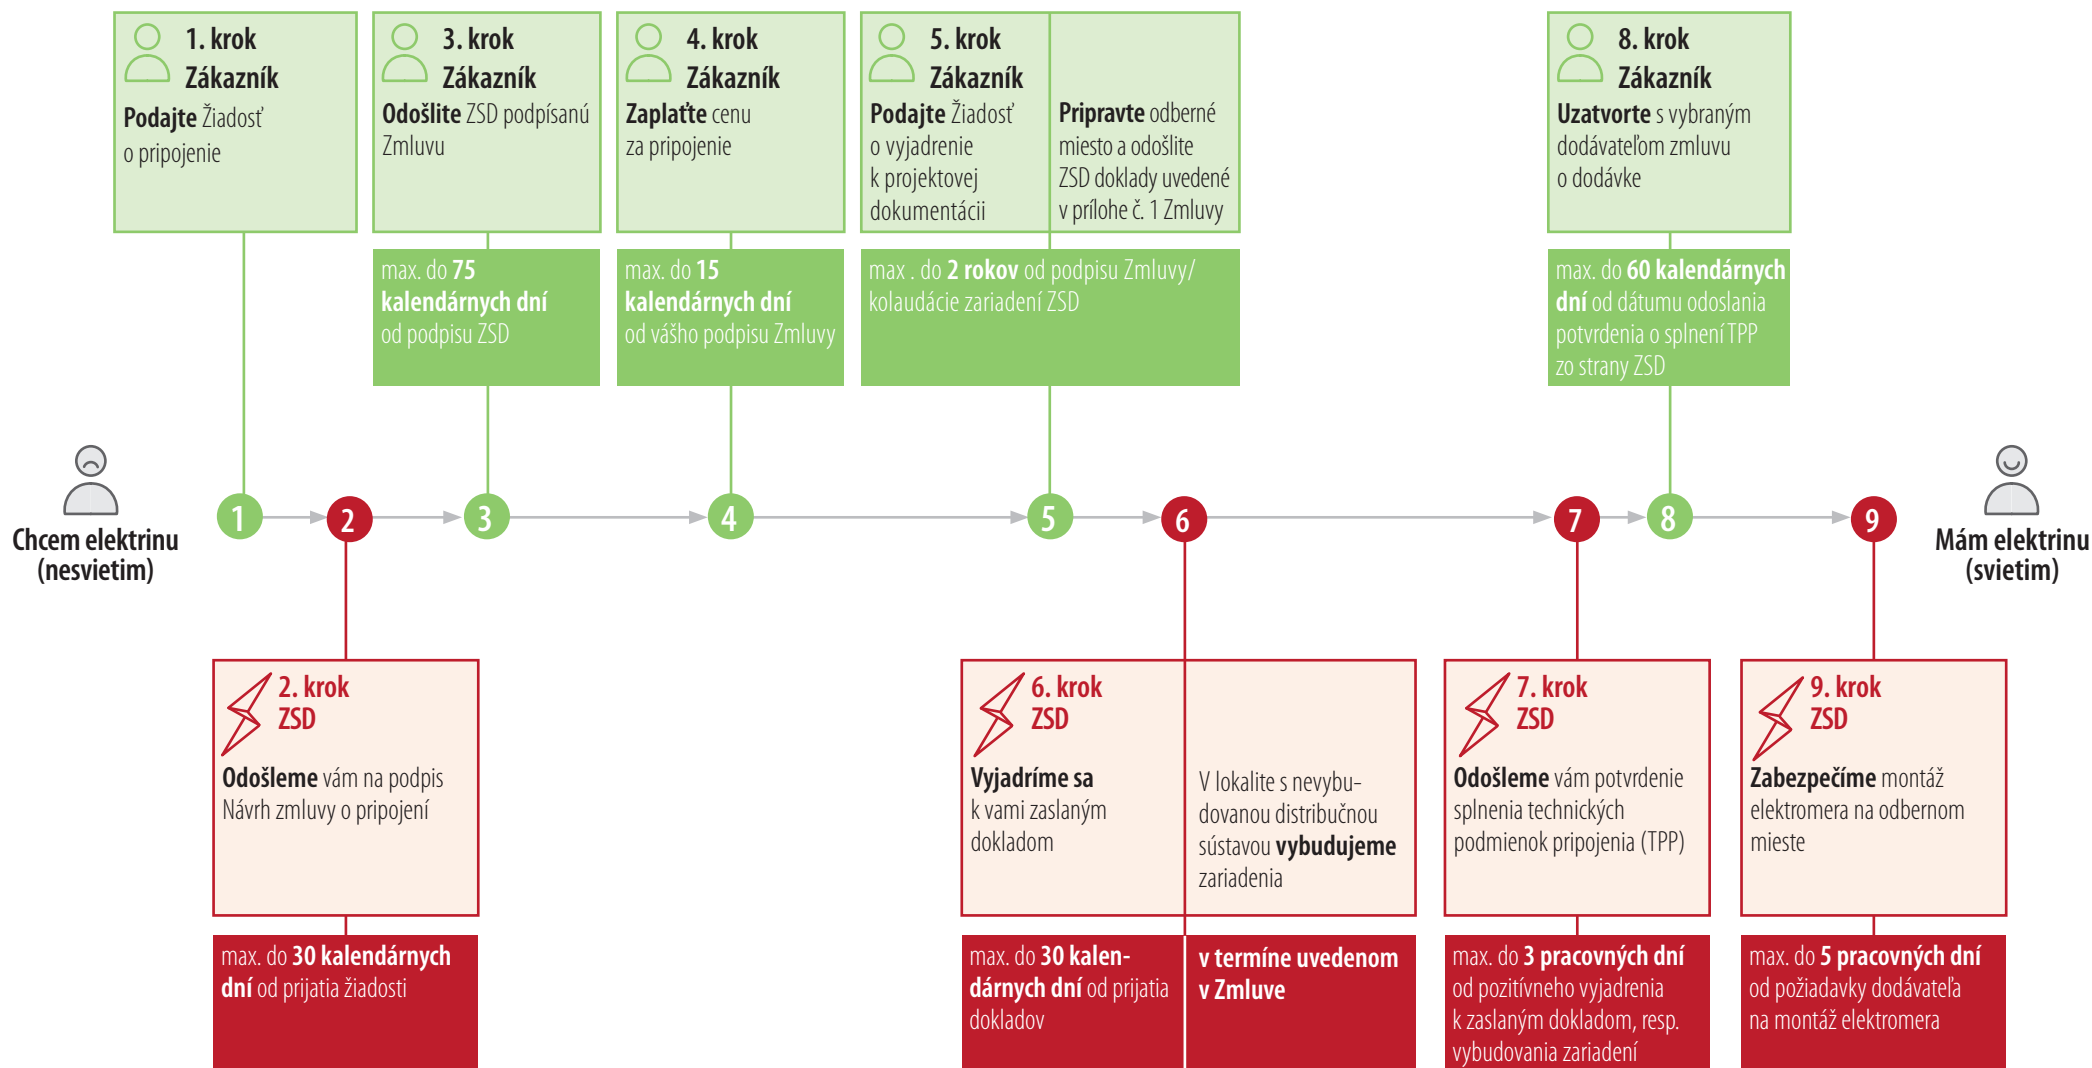 1. krok
Zákazník
Podajte Žiadosť
o pripojenie
3. krok
Zákazník
Odošlite ZSD podpísanú
Zmluvu
4. krok
Zákazník
Zaplaťte cenu
za pripojenie
5. krok
Zákazník
Podajte Žiadosť
o vyjadrenie
k projektovej
dokumentácii
Pripravte odberné
miesto a odošlite
ZSD doklady uvedené
v prílohe č. 1 Zmluvy
8. krok
Zákazník
Uzatvorte s vybraným
dodávateľom zmluvu
o dodávke
max. do 75
kalendárnych dní
od podpisu ZSD
max. do 15
kalendárnych dní
od vášho podpisu Zmluvy
max . do 2 rokov od podpisu Zmluvy/
kolaudácie zariadení ZSD
max. do 60 kalendárnych
dní od dátumu odoslania
potvrdenia o splnení TPP
zo strany ZSD
Chcem elektrinu
(nesvietim)
1
2
3
4
5
6
7
8
9
Mám elektrinu
(svietim)
2. krok
ZSD
Odošleme vám na podpis
Návrh zmluvy o pripojení
6. krok
ZSD
Vyjadríme sa
k vami zaslaným
dokladom
V lokalite s nevybu-
dovanou distribučnou
sústavou vybudujeme
zariadenia
7. krok
ZSD
Odošleme vám potvrdenie
splnenia technických
podmienok pripojenia (TPP)
9. krok
ZSD
Zabezpečíme montáž
elektromera na odbernom
mieste
max. do 30 kalendárnych
dní od prijatia žiadosti
max. do 30 kalen-
dárnych dní od prijatia
dokladov
v termíne uvedenom
v Zmluve
max. do 3 pracovných dní
od pozitívneho vyjadrenia
k zaslaným dokladom, resp.
vybudovania zariadení
max. do 5 pracovných dní
od požiadavky dodávateľa
na montáž elektromera